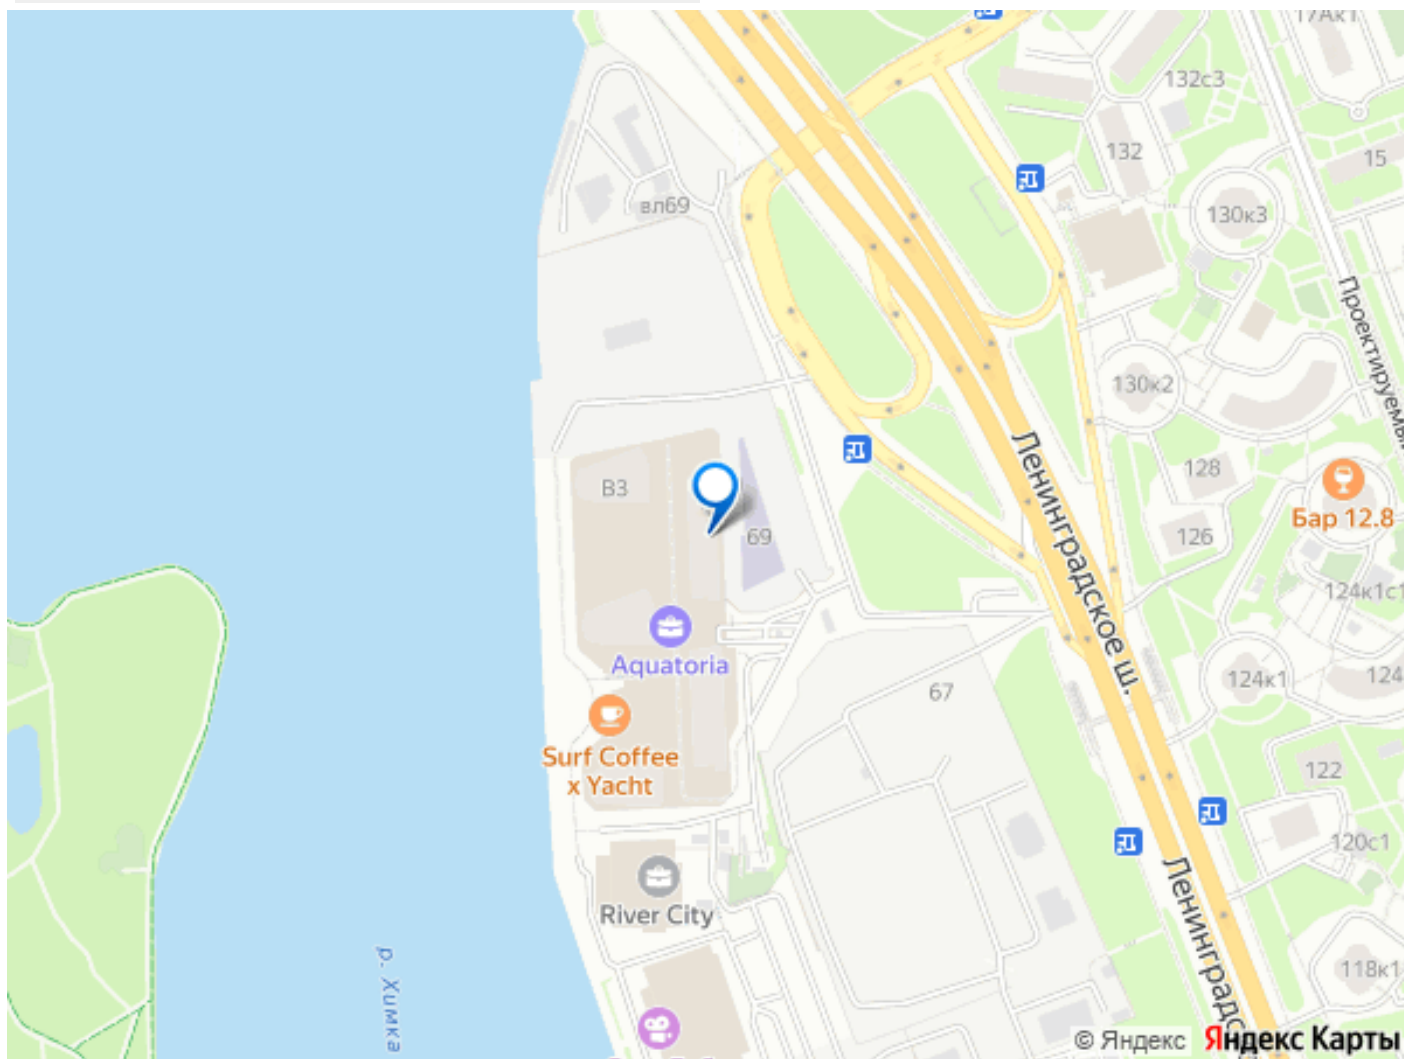 17Ак1
132с3
132
15
вл69
130к3
Проектируемый
130к2
Ленинградское ш.
128
В3
Бар 12.8
126
69
124к1с1
Aquatoria
124к1
124
67
Surf Coffee
x Yacht
122
120с1
River City
Ленинградс
р. Химка
118к1
© Яндекс Яндекс Карты